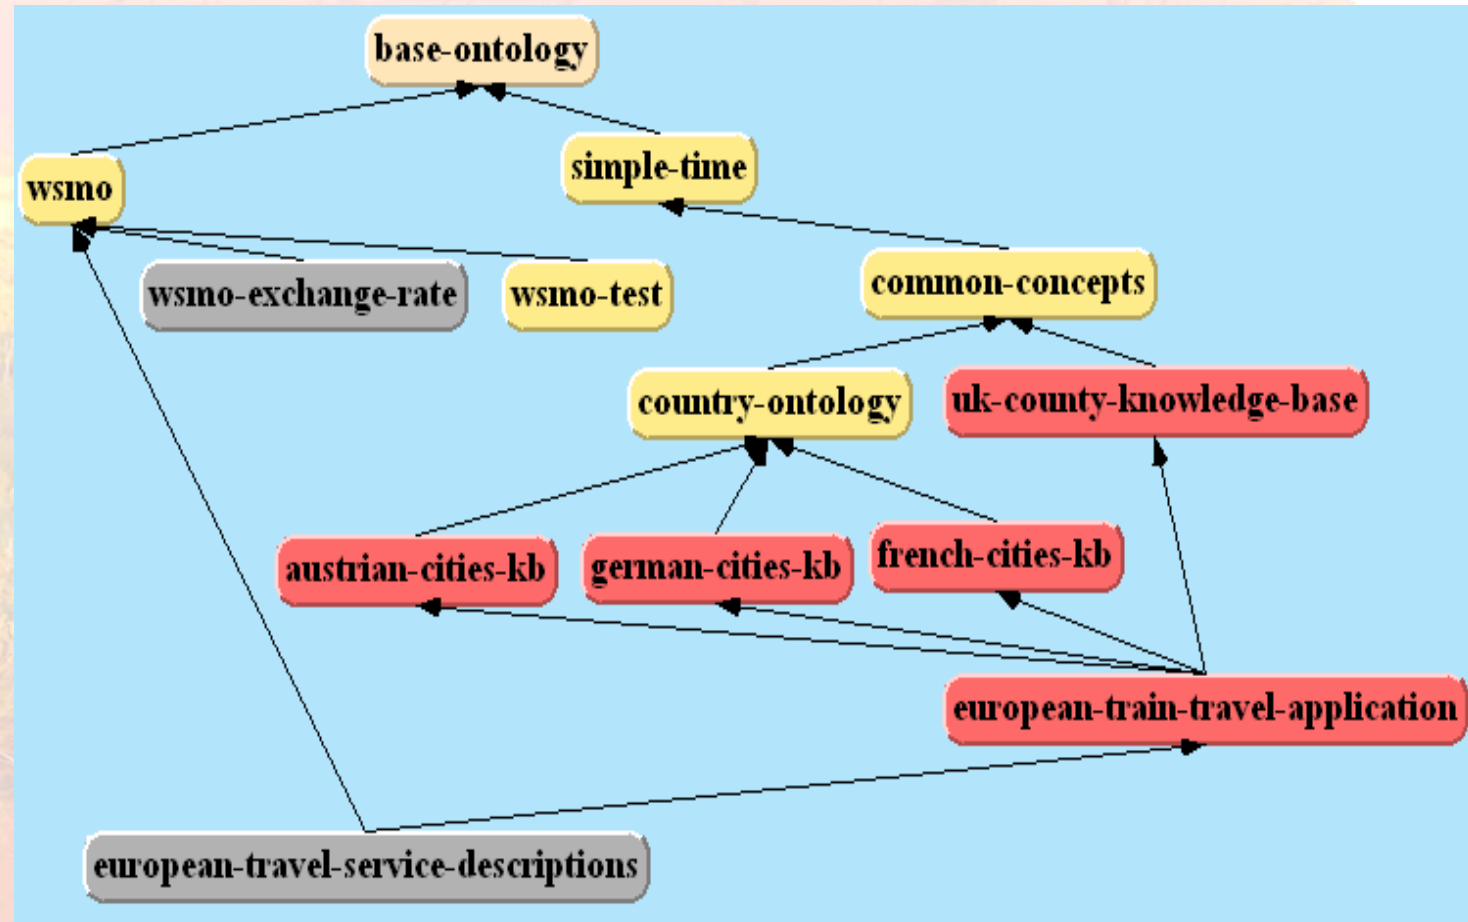 base-ontology
simple-time
wsmo
wsmo-exchange-rate
wsmo-test
common-concepts
country-ontology
uk-county-knowledge-base
austrian-cities-kb
german-cities-kb
french-cities-kb
european-train-travel-application
european-travel-service-descriptions